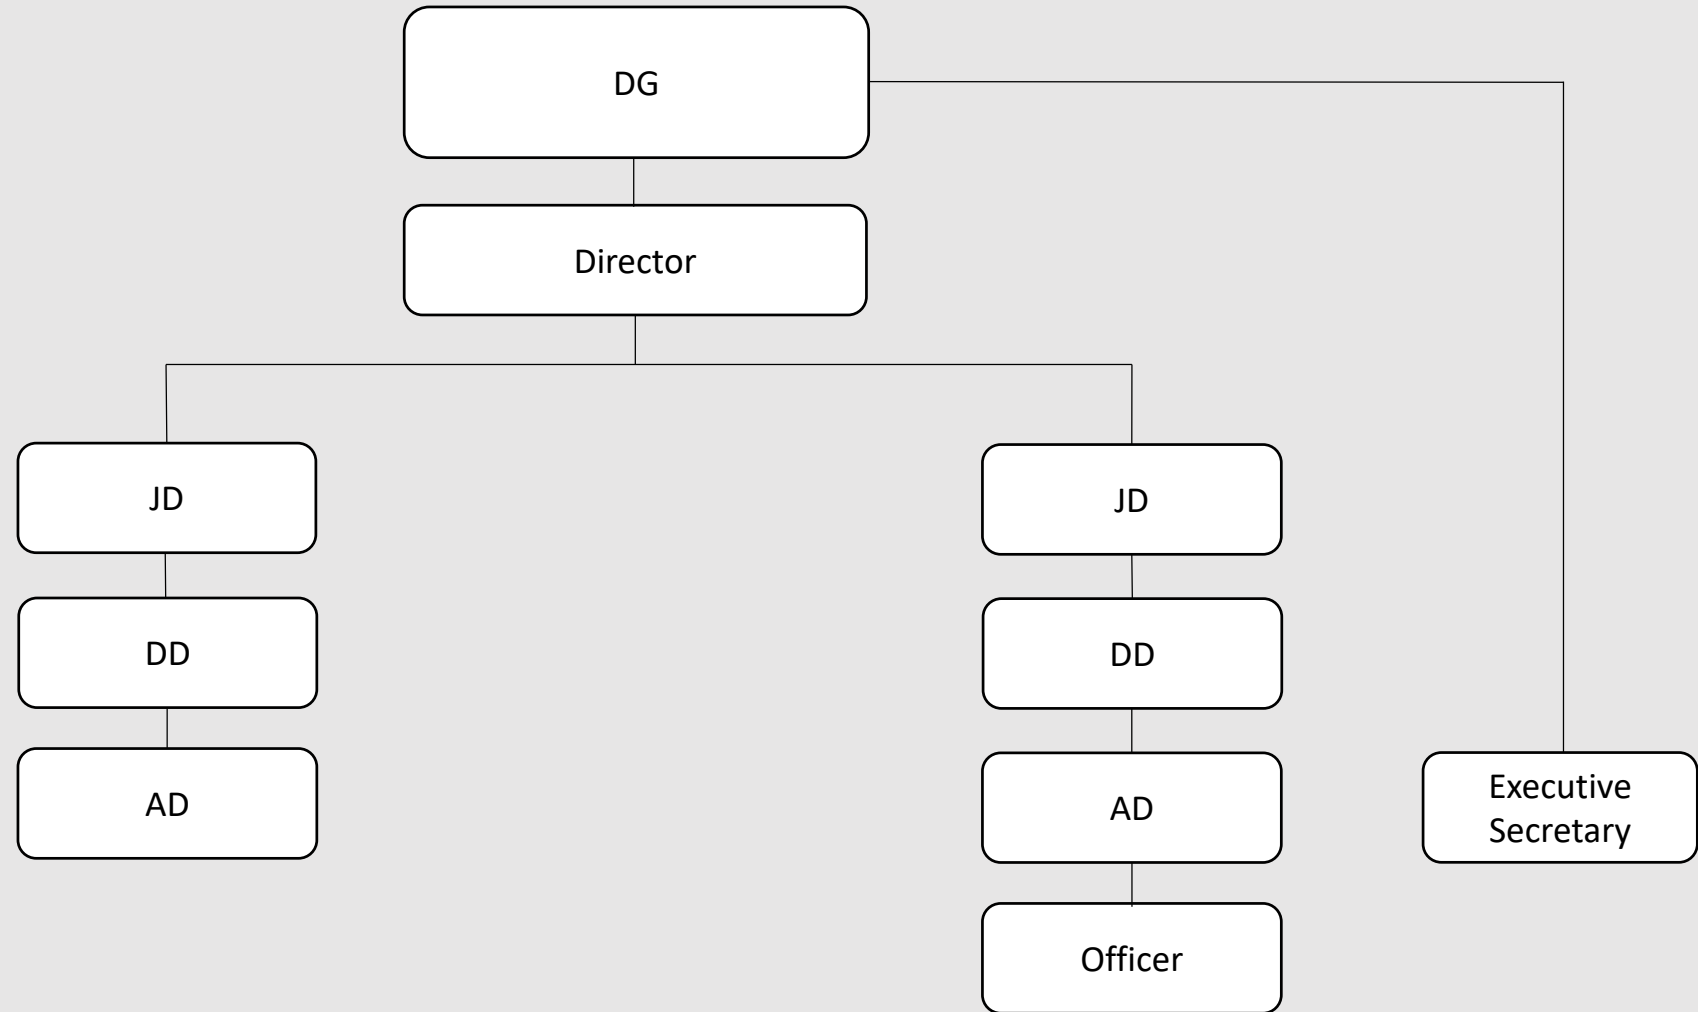 DG
Director
JD
JD
DD
DD
AD
AD
Executive
Secretary
Officer